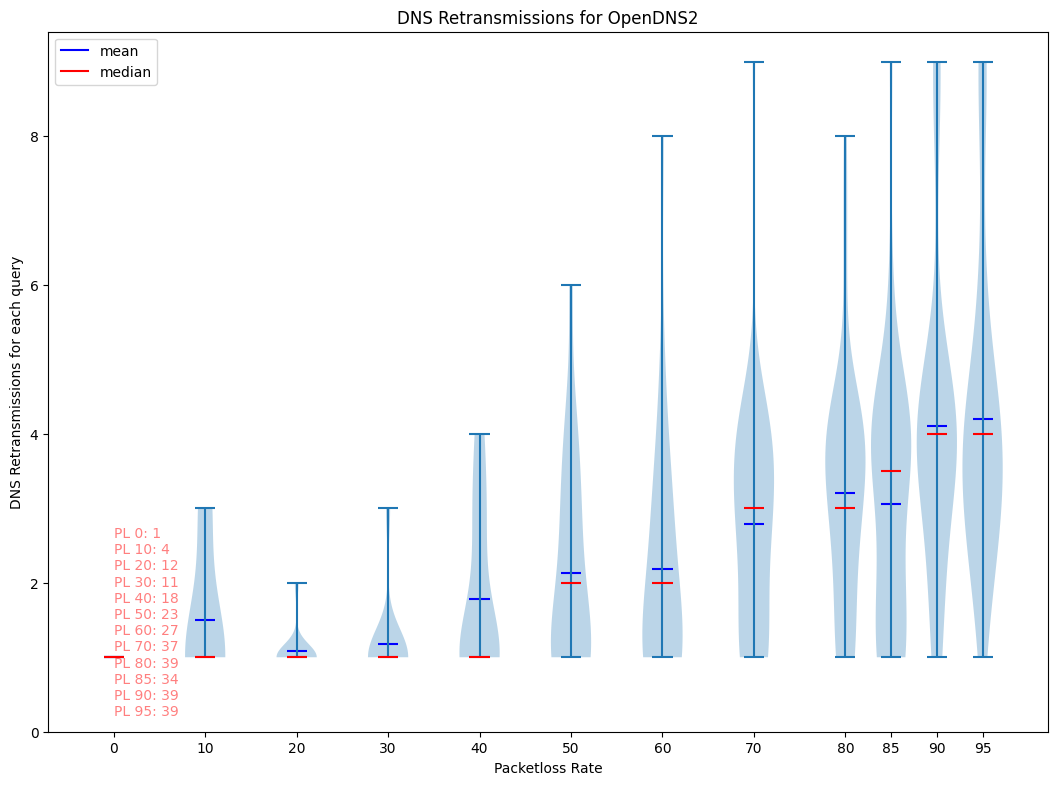 DNS Retransmissions for OpenDNS2
mean
median
DNS Retransmissions for each query
8
6
4
2
0
PL 0: 1
PL 10: 4
PL 20: 12
PL 30: 11
PL 40: 18
PL 50: 23
PL 60: 27
PL 70: 37
PL 80: 39
PL 85: 34
PL 90: 39
PL 95: 39
0 10 20 30 40 50 60 70 80 85 90 95
Packetloss Rate